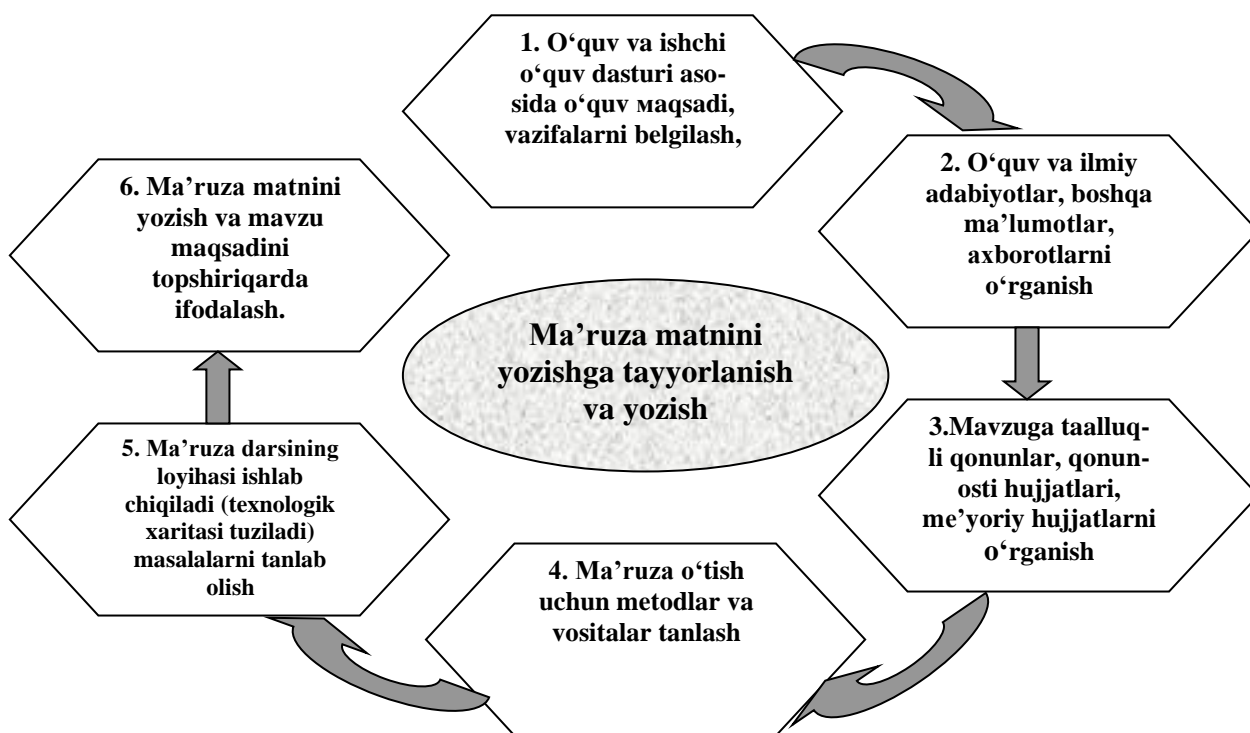 1. O‘quv va ishchi
o‘quv dasturi aso-
sida o‘quv мaqsadi,
vazifalarni belgilash,
2. O‘quv va ilmiy
adabiyotlar, boshqa
ma’lumotlar,
axborotlarni
o‘rganish
3.Mavzuga taalluq-
li qonunlar, qonun-
osti hujjatlari,
me’yoriy hujjatlarni
o‘rganish
4. Ma’ruza o‘tish
uchun metodlar va
vositalar tanlash
5. Ma’ruza darsining
loyihasi ishlab
chiqiladi (texnologik
xaritasi tuziladi)
masalalarni tanlab
olish
6. Ma’ruza matnini
yozish va mavzu
maqsadini
topshiriqarda
ifodalash.
Ma’ruza matnini
yozishga tayyorlanish
va yozish